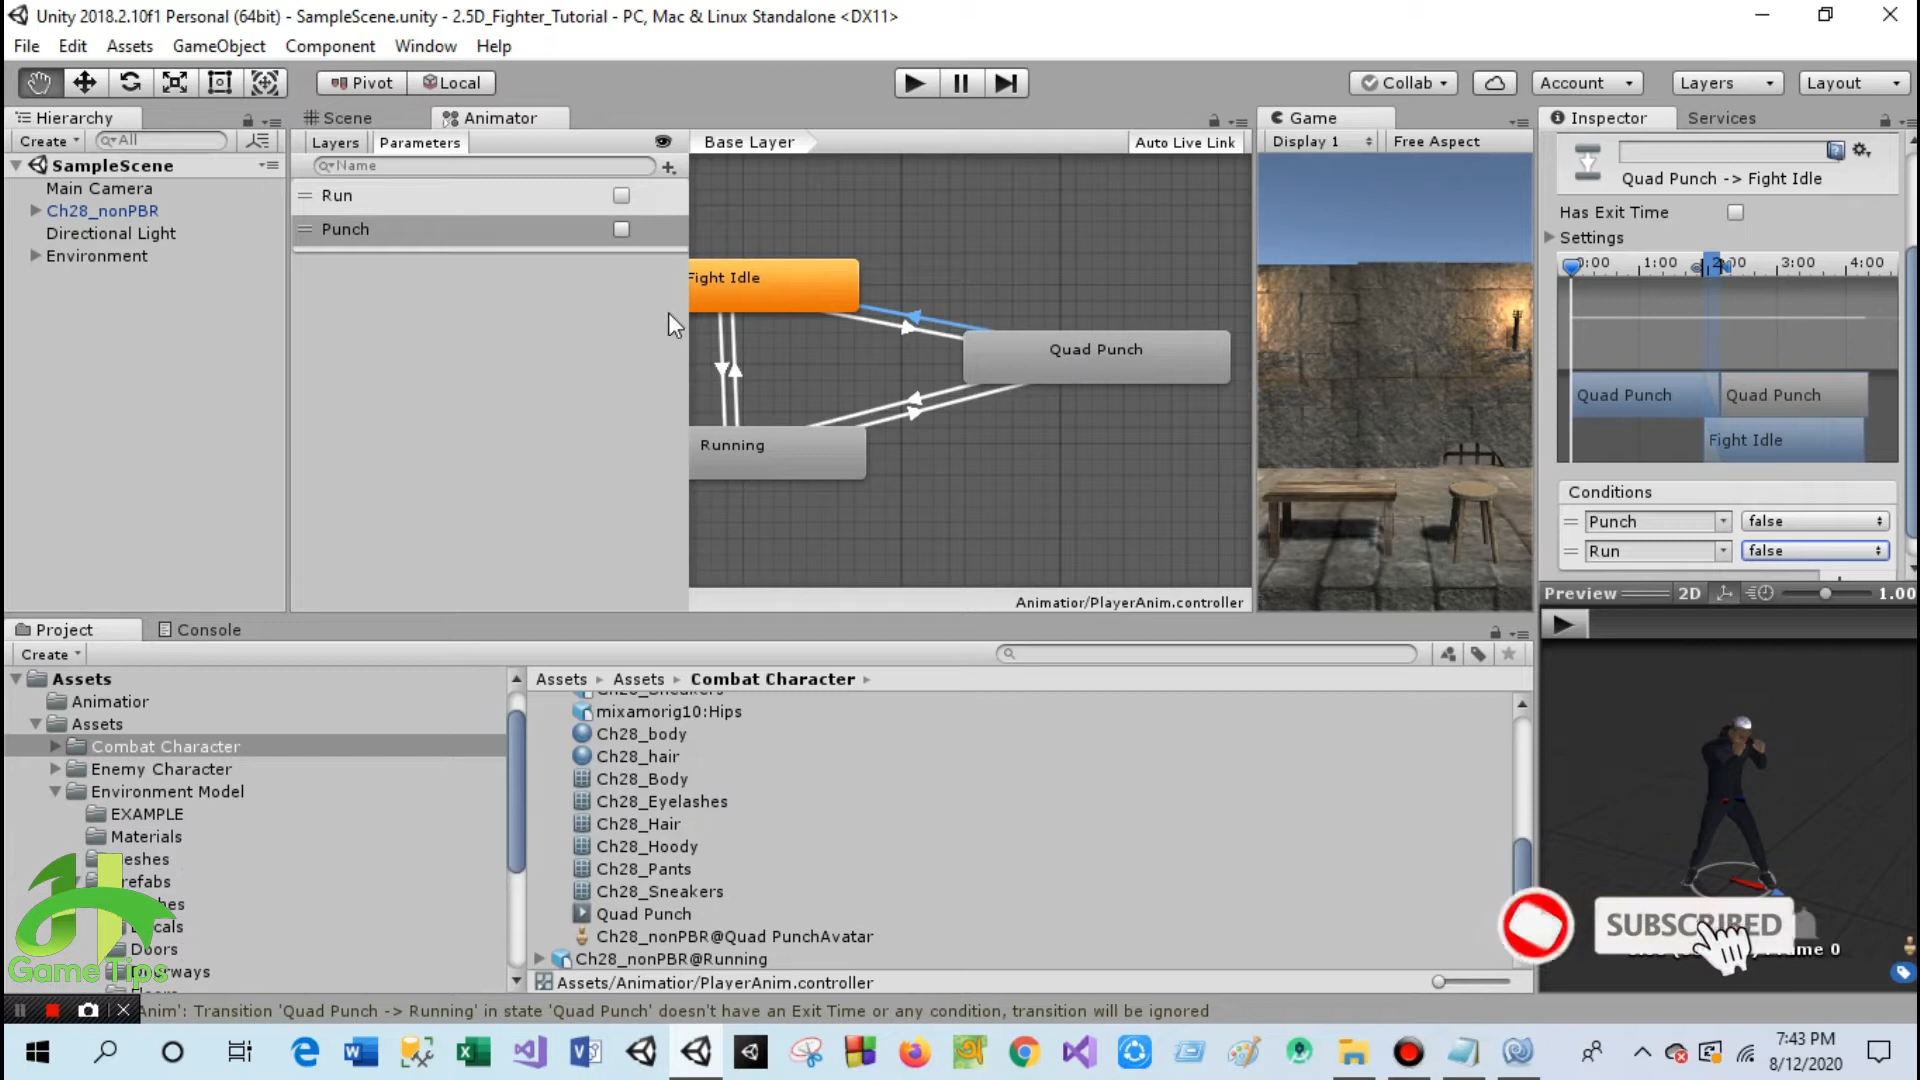 Unity 2018.2.10f1 Personal (64bit) - SampleScene.unity - 2.5D_Fighter_Tutorial - PC, Mac & Linux Standalone <DX11>
File Edit Assets GameObject Component Window Help
Pivot Local Collab Account Layers Layout
Hierarchy Scene Animator Game Inspector Services
Create All Layers Parameters Base Layer Auto Live Link Display 1 Free Aspect
Name
SampleScene
Main Camera
Ch28_nonPBR
Directional Light
Environment
Run
Punch
Fight Idle
Quad Punch
Running
Animatior/PlayerAnim.controller
Quad Punch -> Fight Idle
Has Exit Time
Settings
0:00 1:00 3:00 4:00
Quad Punch Quad Punch
Fight Idle
Conditions
Punch false
Run false
Preview 2D 1.00
Project Console
Create
Assets
Animatior
Assets
Combat Character
Enemy Character
Environment Model
EXAMPLE
Materials
Doors
Assets Assets Combat Character
Ch28_Sneakers
mixamorig10:Hips
Ch28_body
Ch28_hair
Ch28_Body
Ch28_Eyelashes
Ch28_Hair
Ch28_Hoody
Ch28_Pants
Ch28_Sneakers
Quad Punch
Ch28_nonPBR@Quad PunchAvatar
Ch28_nonPBR@Running
Assets/Animatior/PlayerAnim.controller
Game Tips
SUBSCRIBED
Frame 0
Anim': Transition 'Quad Punch -> Running' in state 'Quad Punch' doesn't have an Exit Time or any condition, transition will be ignored
7:43 PM
8/12/2020